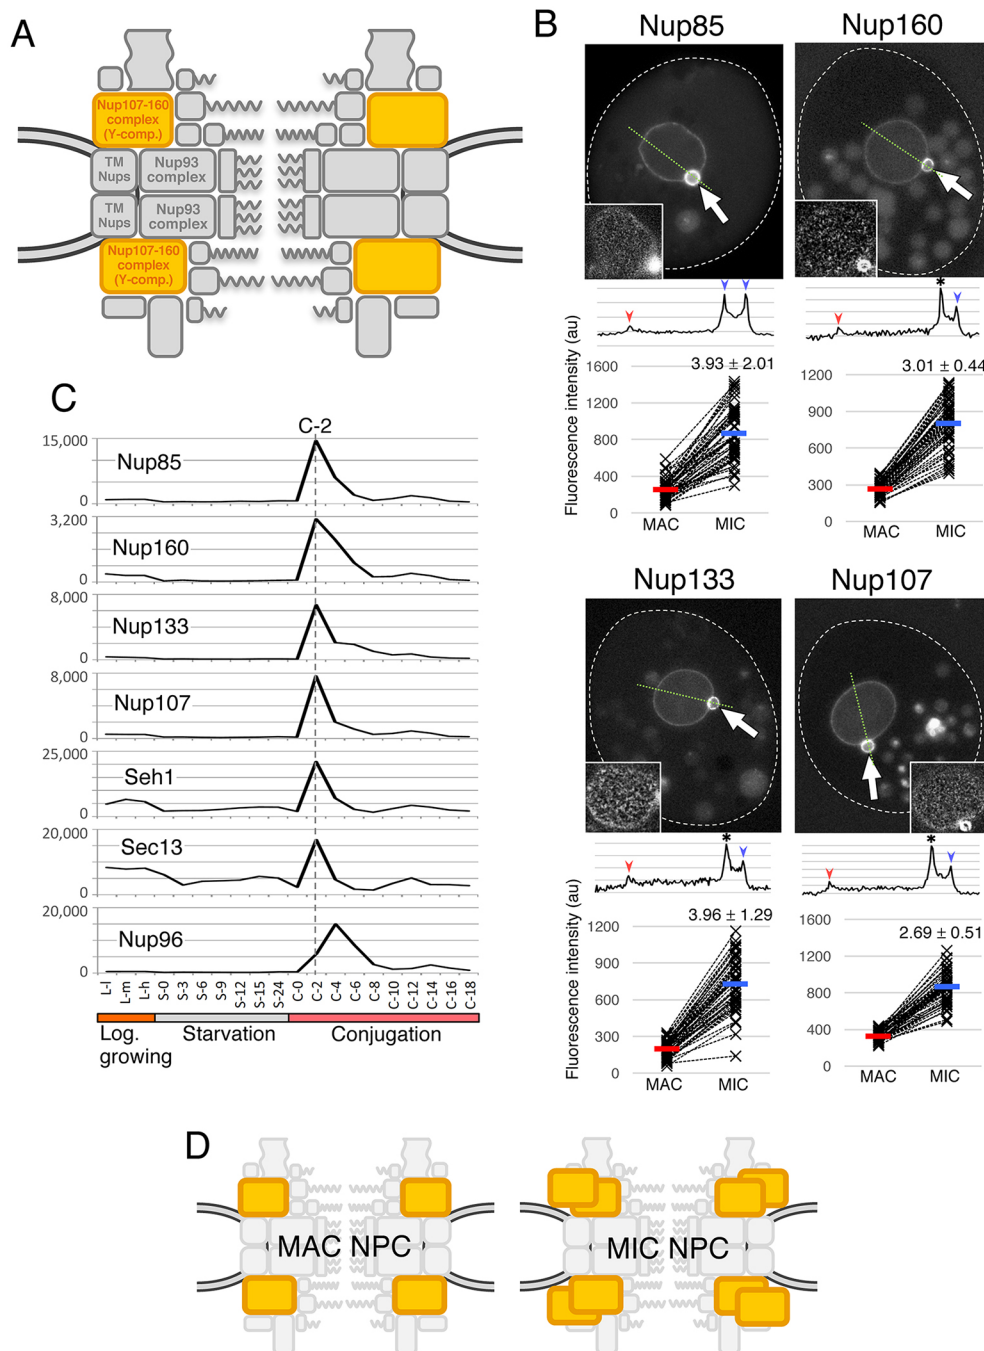 A
Nup107-160
complex
(Y-comp.)
TM
Nups
Nup93
complex
TM
Nups
Nup93
complex
Nup107-160
complex
(Y-comp.)
B
Nup85
Nup160
*
Fluorescence intensity (au)
3.93 ± 2.01
1600
1200
800
400
0
MAC MIC
3.01 ± 0.44
1200
900
600
300
0
MAC MIC
Nup133
Nup107
*
*
Fluorescence intensity (au)
3.96 ± 1.29
1200
900
600
300
0
MAC MIC
2.69 ± 0.51
1600
1200
800
400
0
MAC MIC
C
C-2
15,000
Nup85
0
3,200
Nup160
0
8,000
Nup133
0
8,000
Nup107
0
25,000
Seh1
0
20,000
Sec13
0
20,000
Nup96
0
L-l L-m L-h S-0 S-3 S-6 S-9 S-12 S-15 S-24 C-0 C-2 C-4 C-6 C-8 C-10 C-12 C-14 C-16 C-18
Log.
growing
Starvation
Conjugation
D
MAC NPC
MIC NPC